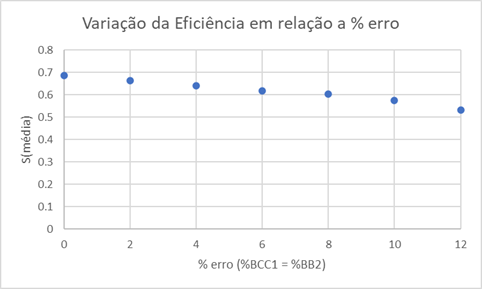 Variação da Eficiência em relação a % erro
0.8
0.7
0.6
0.5
0.4
0.3
0.2
0.1
0
S(média)
0 2 4 6 8 10 12
% erro (%BCC1 = %BB2)